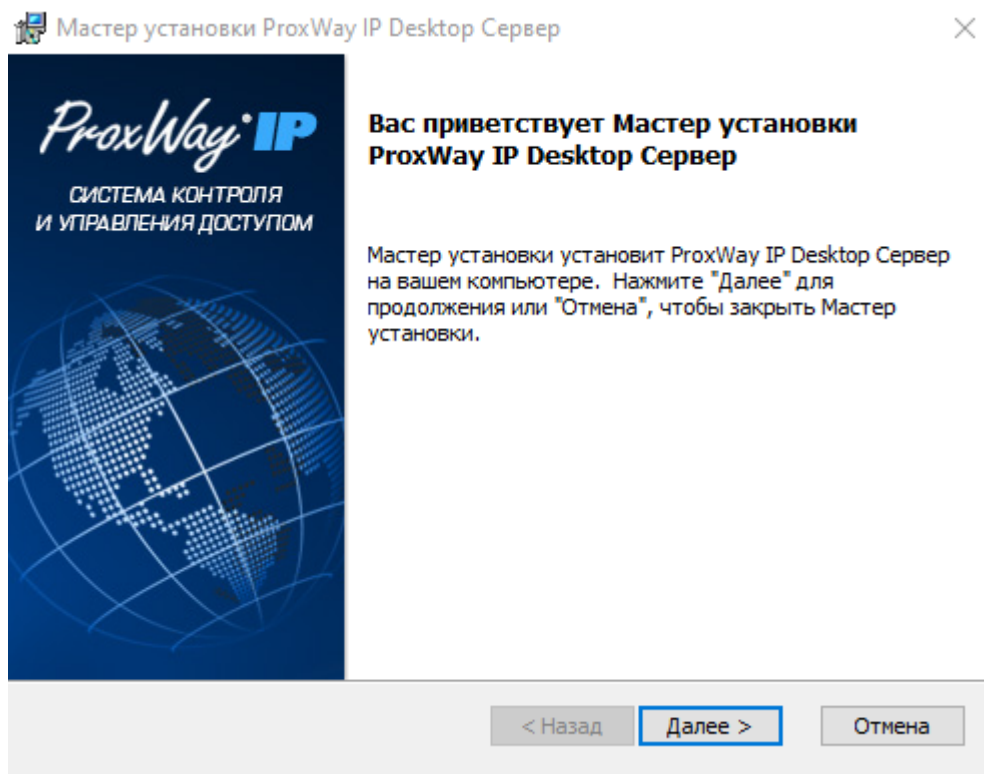 Мастер установки ProxWay IP Desktop Сервер
ProxWay IP
СИСТЕМА КОНТРОЛЯ
И УПРАВЛЕНИЯ ДОСТУПОМ
Вас приветствует Мастер установки
ProxWay IP Desktop Сервер
Мастер установки установит ProxWay IP Desktop Сервер
на вашем компьютере. Нажмите "Далее" для
продолжения или "Отмена", чтобы закрыть Мастер
установки.
< Назад
Далее >
Отмена